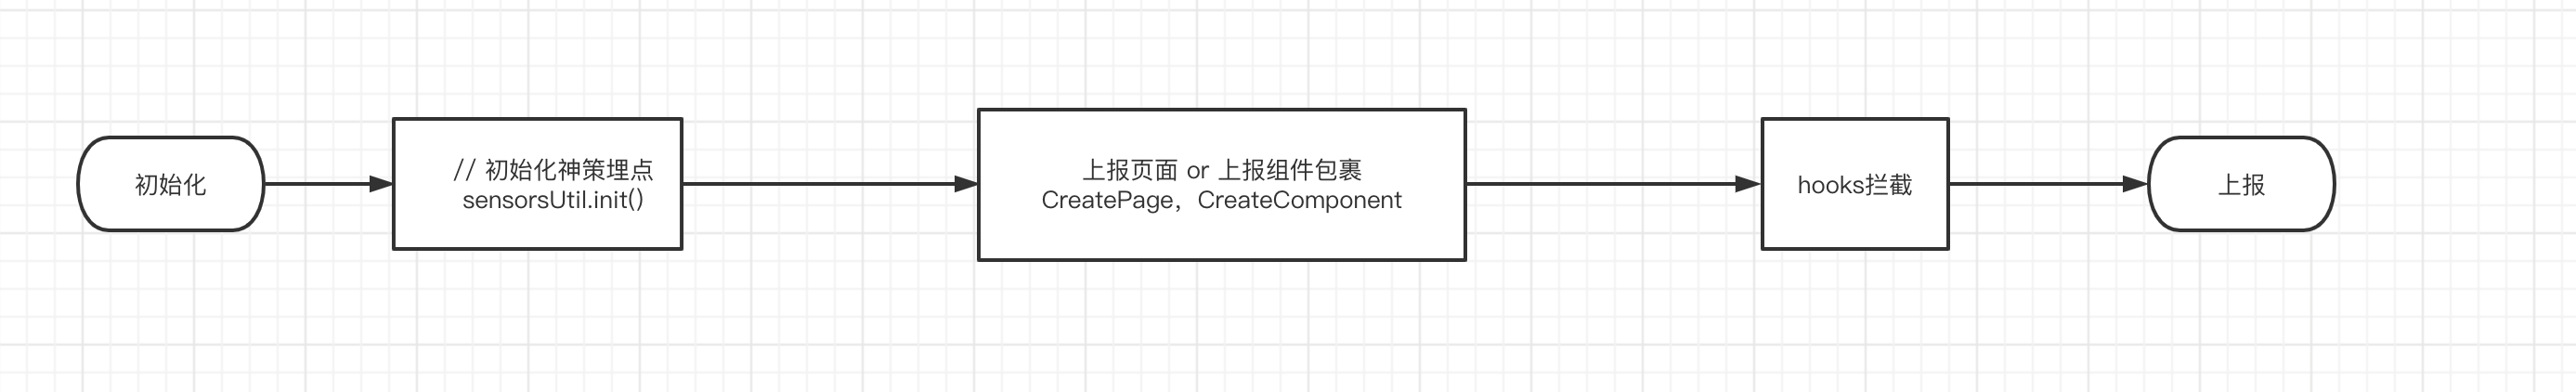 初始化
// 初始化神策埋点
sensorsUtil.init()
上报页面 or 上报组件包裹
CreatePage，CreateComponent
hooks拦截
上报